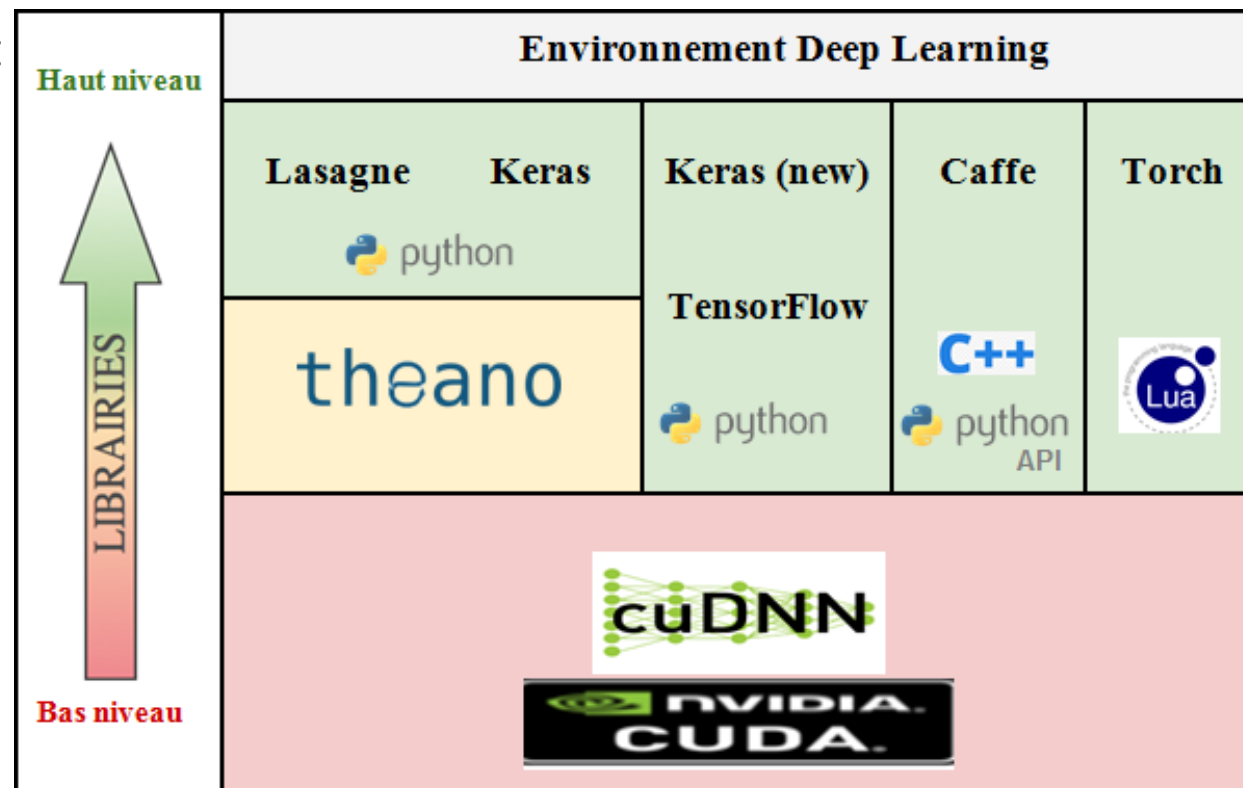 Environnement Deep Learning
Haut niveau
LIBRAIRIES
Bas niveau
Lasagne Keras
python
theano
Keras (new)
TensorFlow
python
Caffe
C++
python
API
Torch
Lua
cuDNN
NVIDIA.
CUDA.